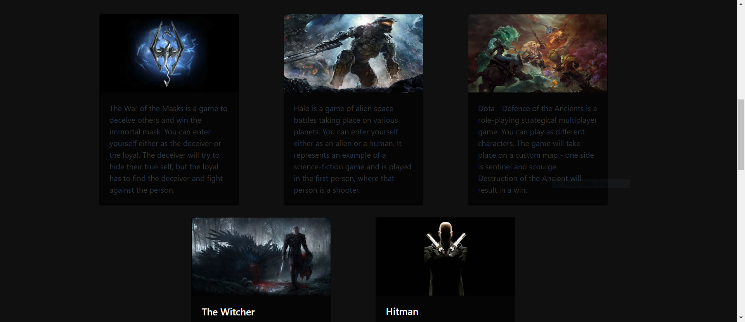 The War of the Masks is a game to
deceive others and win the
immortal mask. You can enter
yourself either as the deceiver or
the loyal. The deceiver will try to
hide their true self, but the loyal
has to find the deceiver and fight
against the person.
Halo is a game of alien space
battles taking place on various
planets. You can enter yourself
either as an alien or a human. It
represents an example of a
science-fiction game and is played
in the first person, where that
person is a shooter.
Dota - Defence of the Ancients is a
role-playing strategical multiplayer
game. You can play as different
characters. The game will take
place on a custom map - one side
is sentinel and scourge.
Destruction of the Ancient will
result in a win.
The Witcher
Hitman